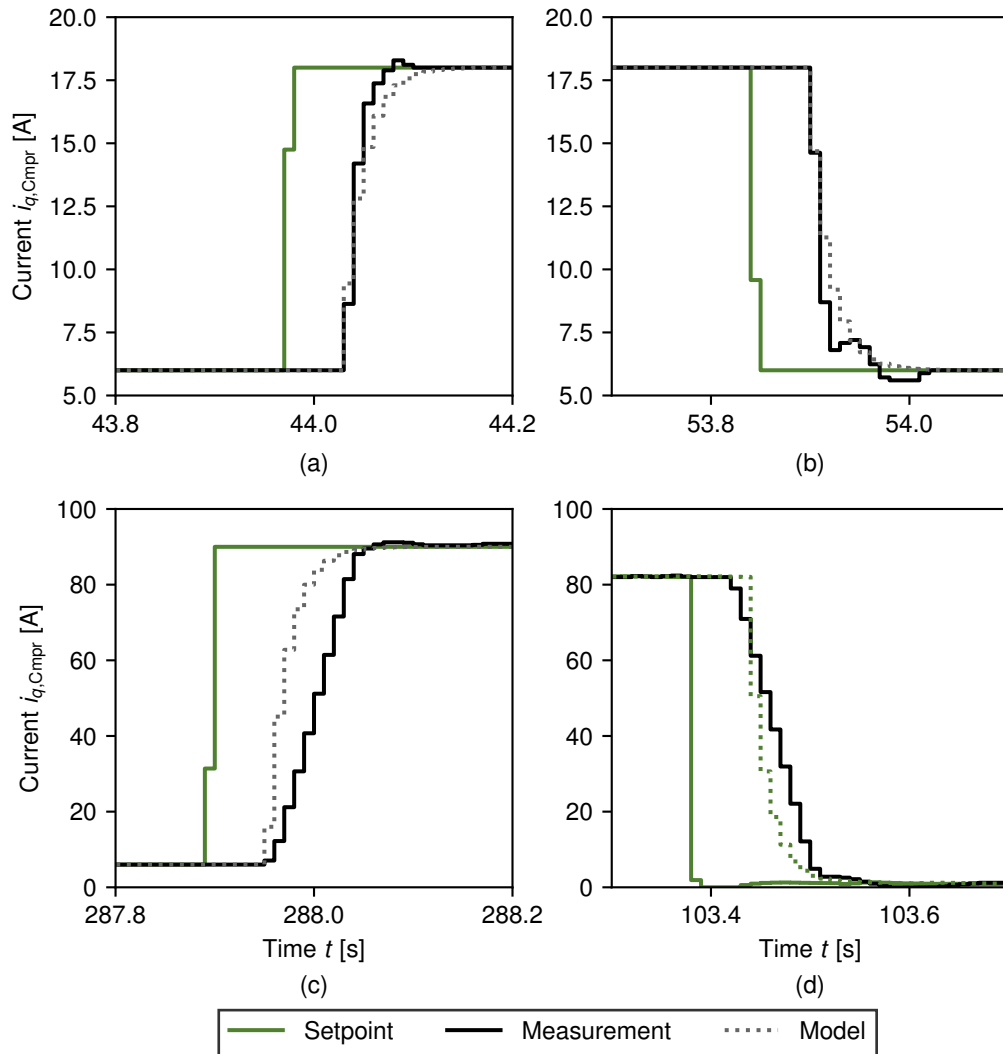 20.0
17.5
15.0
12.5
10.0
7.5
5.0
Current i_q,Cmpr [A]
43.8 44.0 44.2
(a)
20.0
17.5
15.0
12.5
10.0
7.5
5.0
53.8 54.0
(b)
100
80
60
40
20
0
Current i_q,Cmpr [A]
287.8 288.0 288.2
Time t [s]
(c)
100
80
60
40
20
0
103.4 103.6
Time t [s]
(d)
Setpoint Measurement Model